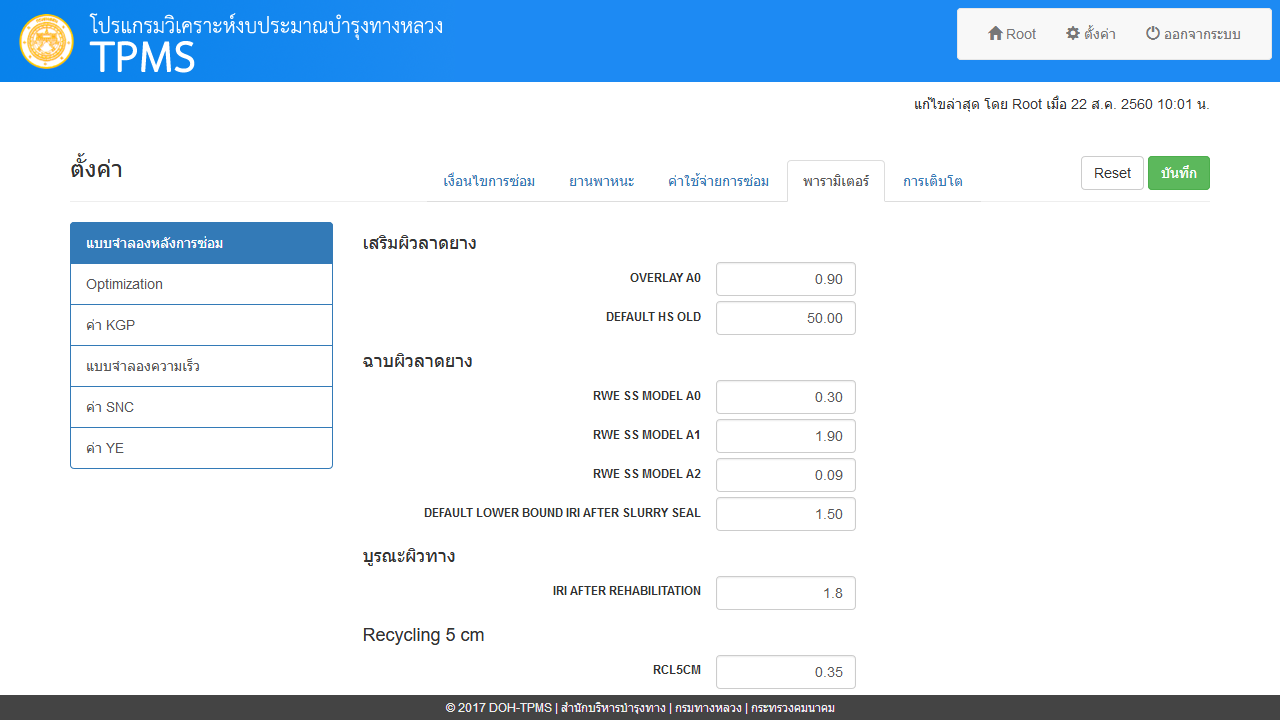 โปรแกรมวิเคราะห์งบประมาณบำรุงทางหลวง
TPMS
Root ตั้งค่า ออกจากระบบ
แก้ไขล่าสุด โดย Root เมื่อ 22 ส.ค. 2560 10:01 น.
ตั้งค่า
เงื่อนไขการซ่อม ยานพาหนะ ค่าใช้จ่ายการซ่อม พารามิเตอร์ การเติบโต
Reset บันทึก
แบบจำลองหลังการซ่อม
Optimization
ค่า KGP
แบบจำลองความเร็ว
ค่า SNC
ค่า YE
เสริมผิวลาดยาง
OVERLAY A0 0.90
DEFAULT HS OLD 50.00
ฉาบผิวลาดยาง
RWE SS MODEL A0 0.30
RWE SS MODEL A1 1.90
RWE SS MODEL A2 0.09
DEFAULT LOWER BOUND IRI AFTER SLURRY SEAL 1.50
บูรณะผิวทาง
IRI AFTER REHABILITATION 1.8
Recycling 5 cm
RCL5CM 0.35
© 2017 DOH-TPMS | สำนักบริหารบำรุงทาง | กรมทางหลวง | กระทรวงคมนาคม